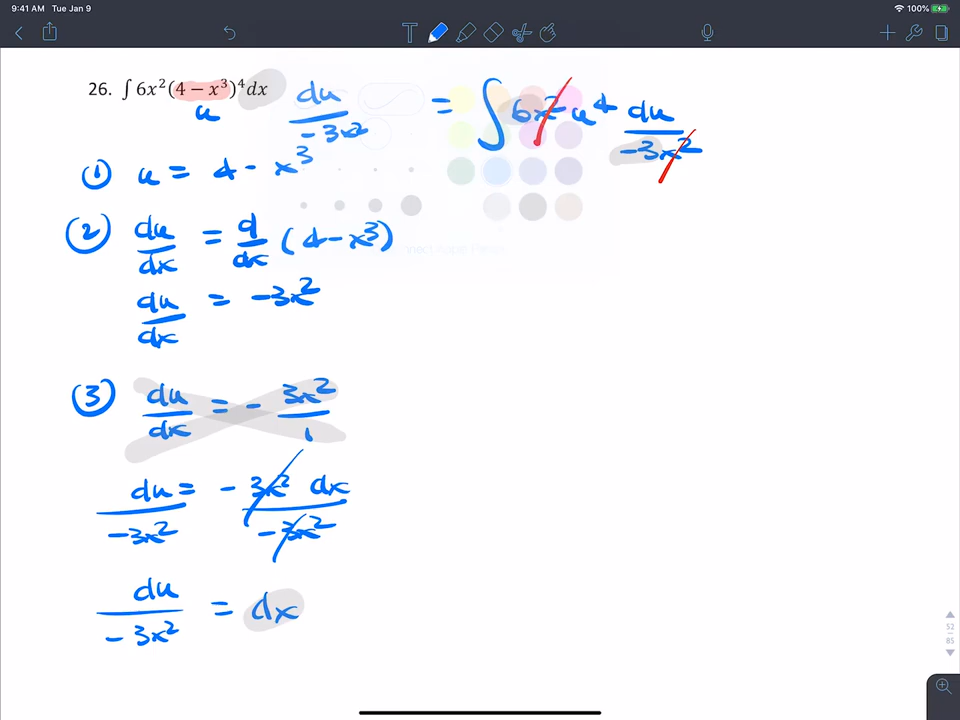 9:41 AM Tue Jan 9
100%
26. ∫ 6x²(4 − x³)⁴dx
u
du/-3x²
= ∫ 6x² u⁴ du/-3x²
① u = 4 - x³
② du/dx = d/dx (4-x³)
du/dx = -3x²
③ du/dx = - 3x²/1
du/-3x² = -3x² dx/-3x²
du/-3x² = dx
52
85